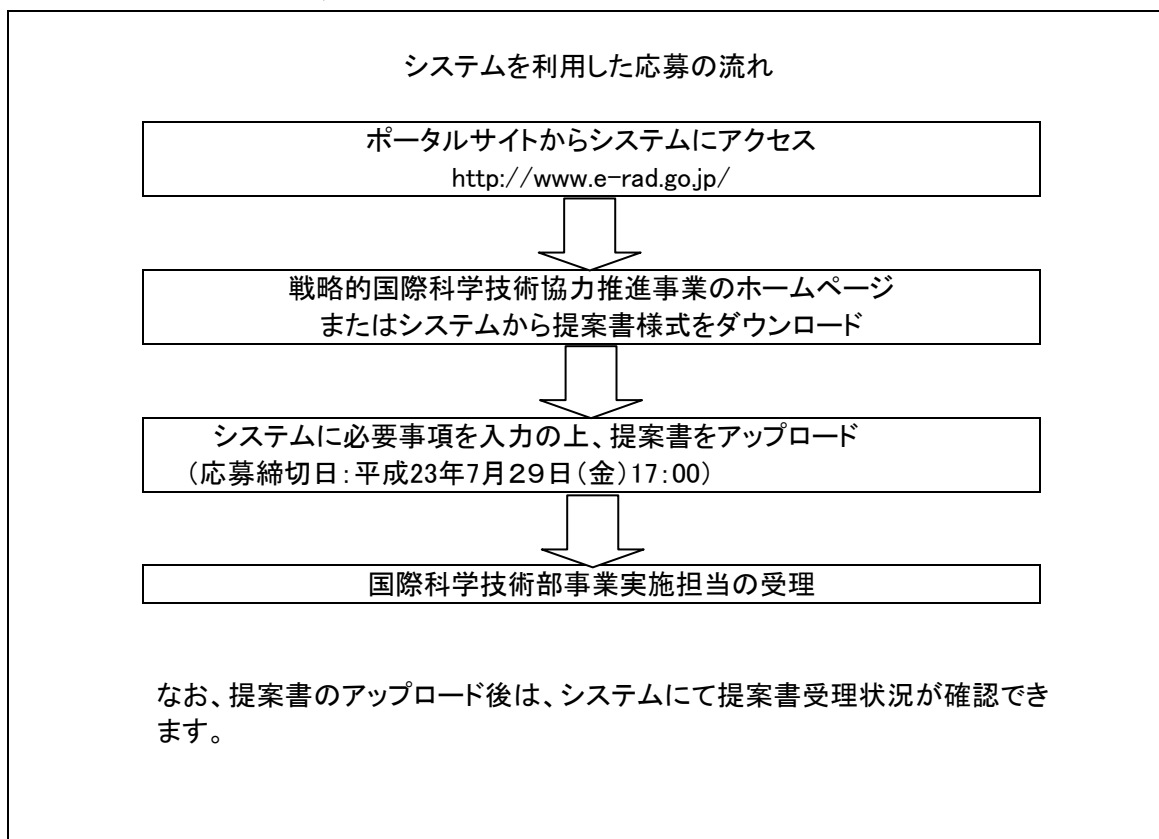 システムを利用した応募の流れ
ポータルサイトからシステムにアクセス
http://www.e-rad.go.jp/
戦略的国際科学技術協力推進事業のホームページ
またはシステムから提案書様式をダウンロード
システムに必要事項を入力の上、提案書をアップロード
(応募締切日:平成23年7月29日(金)17:00)
国際科学技術部事業実施担当の受理
なお、提案書のアップロード後は、システムにて提案書受理状況が確認でき
ます。